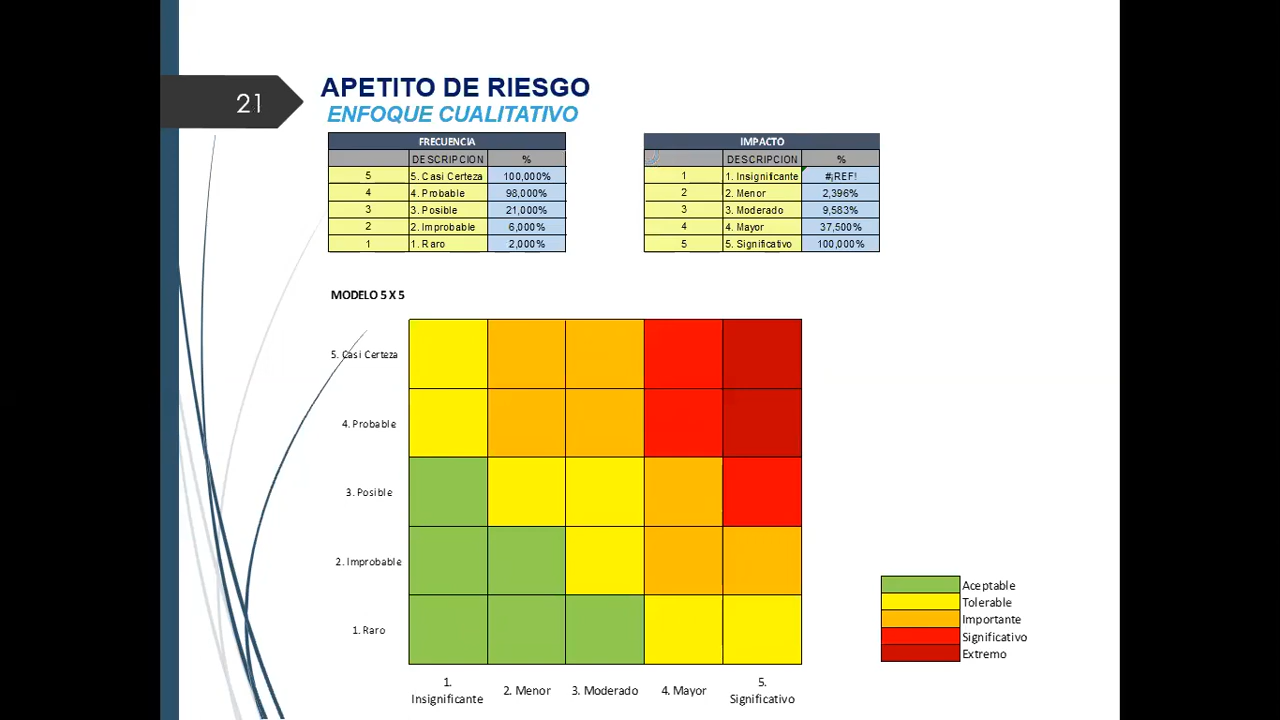 21
APETITO DE RIESGO
ENFOQUE CUALITATIVO
FRECUENCIA
DESCRIPCION %
5 5. Casi Certeza 100,000%
4 4. Probable 98,000%
3 3. Posible 21,000%
2 2. Improbable 6,000%
1 1. Raro 2,000%
IMPACTO
DESCRIPCION %
1 1. Insignificante #¡REF!
2 2. Menor 2,396%
3 3. Moderado 9,583%
4 4. Mayor 37,500%
5 5. Significativo 100,000%
MODELO 5 X 5
5. Casi Certeza
4. Probable
3. Posible
2. Improbable
1. Raro
1.
Insignificante
2. Menor
3. Moderado
4. Mayor
5.
Significativo
Aceptable
Tolerable
Importante
Significativo
Extremo